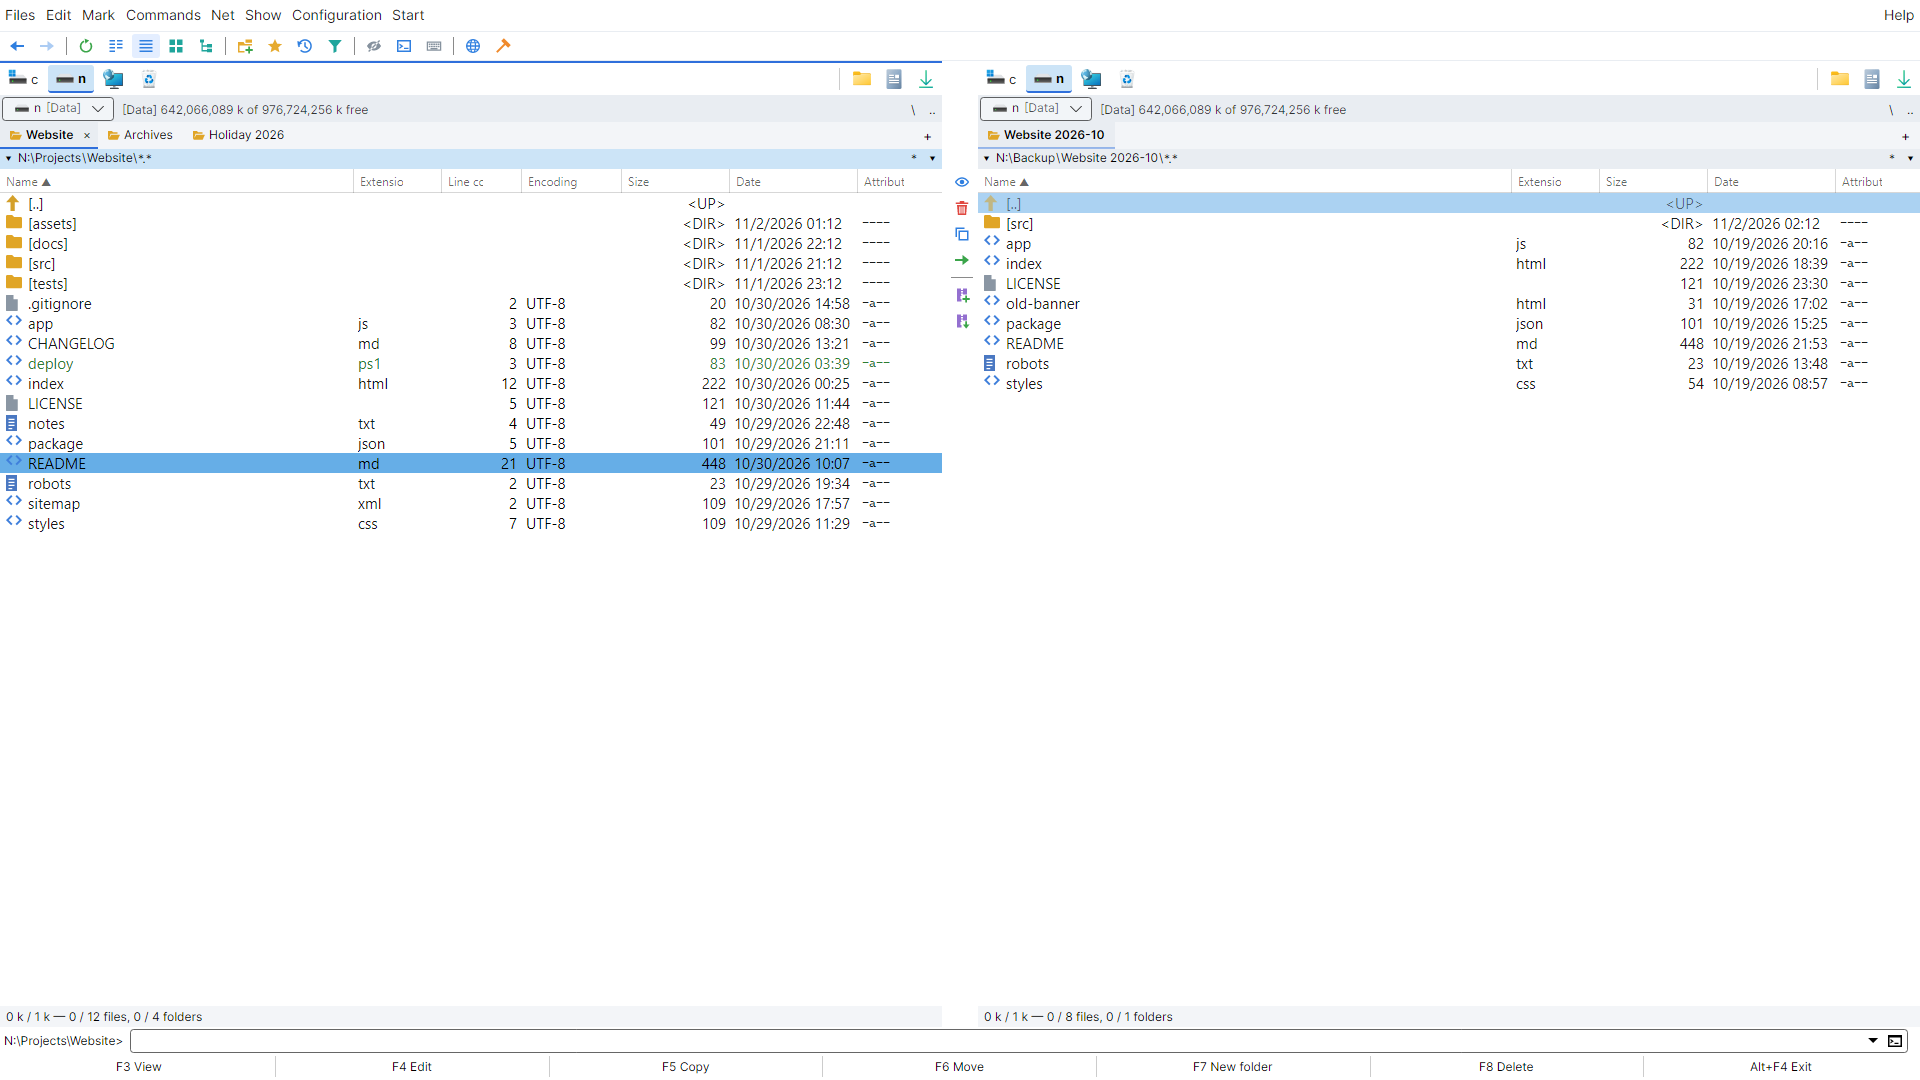 Files Edit Mark Commands Net Show Configuration Start Help
c n
n [Data] [Data] 642,066,089 k of 976,724,256 k free \ ..
Website × Archives Holiday 2026 +
▾ N:\Projects\Website\*.* * ▾
Name ▲ Extensio Line cc Encoding Size Date Attribut
[..] <UP>
[assets] <DIR> 11/2/2026 01:12 ----
[docs] <DIR> 11/1/2026 22:12 ----
[src] <DIR> 11/1/2026 21:12 ----
[tests] <DIR> 11/1/2026 23:12 ----
.gitignore 2 UTF-8 20 10/30/2026 14:58 -a--
app js 3 UTF-8 82 10/30/2026 08:30 -a--
CHANGELOG md 8 UTF-8 99 10/30/2026 13:21 -a--
deploy ps1 3 UTF-8 83 10/30/2026 03:39 -a--
index html 12 UTF-8 222 10/30/2026 00:25 -a--
LICENSE 5 UTF-8 121 10/30/2026 11:44 -a--
notes txt 4 UTF-8 49 10/29/2026 22:48 -a--
package json 5 UTF-8 101 10/29/2026 21:11 -a--
README md 21 UTF-8 448 10/30/2026 10:07 -a--
robots txt 2 UTF-8 23 10/29/2026 19:34 -a--
sitemap xml 2 UTF-8 109 10/29/2026 17:57 -a--
styles css 7 UTF-8 109 10/29/2026 11:29 -a--
0 k / 1 k — 0 / 12 files, 0 / 4 folders
c n
n [Data] [Data] 642,066,089 k of 976,724,256 k free \ ..
Website 2026-10 +
▾ N:\Backup\Website 2026-10\*.* * ▾
Name ▲ Extensio Size Date Attribut
[..] <UP>
[src] <DIR> 11/2/2026 02:12 ----
app js 82 10/19/2026 20:16 -a--
index html 222 10/19/2026 18:39 -a--
LICENSE 121 10/19/2026 23:30 -a--
old-banner html 31 10/19/2026 17:02 -a--
package json 101 10/19/2026 15:25 -a--
README md 448 10/19/2026 21:53 -a--
robots txt 23 10/19/2026 13:48 -a--
styles css 54 10/19/2026 08:57 -a--
0 k / 1 k — 0 / 8 files, 0 / 1 folders
N:\Projects\Website>
F3 View F4 Edit F5 Copy F6 Move F7 New folder F8 Delete Alt+F4 Exit